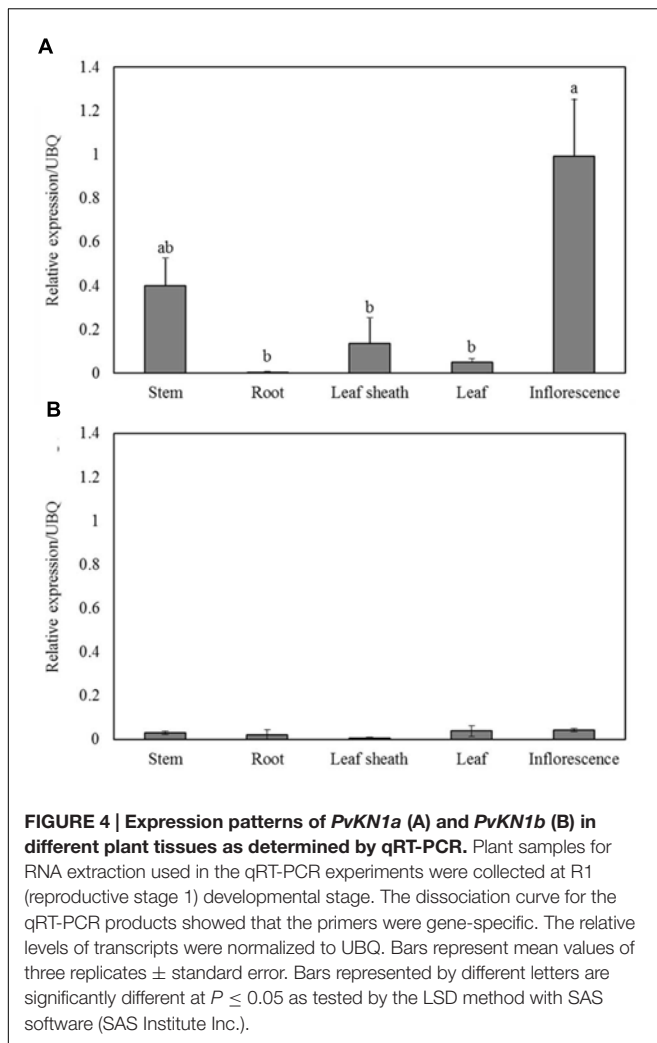 A
1.4
1.2
1
0.8
0.6
0.4
0.2
0
Relative expression/UBQ
ab
b
b
b
a
Stem Root Leaf sheath Leaf Inflorescence
B
1.4
1.2
1
0.8
0.6
0.4
0.2
0
Relative expression/UBQ
Stem Root Leaf sheath Leaf Inflorescence
FIGURE 4 | Expression patterns of PvKN1a (A) and PvKN1b (B) in
different plant tissues as determined by qRT-PCR. Plant samples for
RNA extraction used in the qRT-PCR experiments were collected at R1
(reproductive stage 1) developmental stage. The dissociation curve for the
qRT-PCR products showed that the primers were gene-specific. The relative
levels of transcripts were normalized to UBQ. Bars represent mean values of
three replicates ± standard error. Bars represented by different letters are
significantly different at P ≤ 0.05 as tested by the LSD method with SAS
software (SAS Institute Inc.).